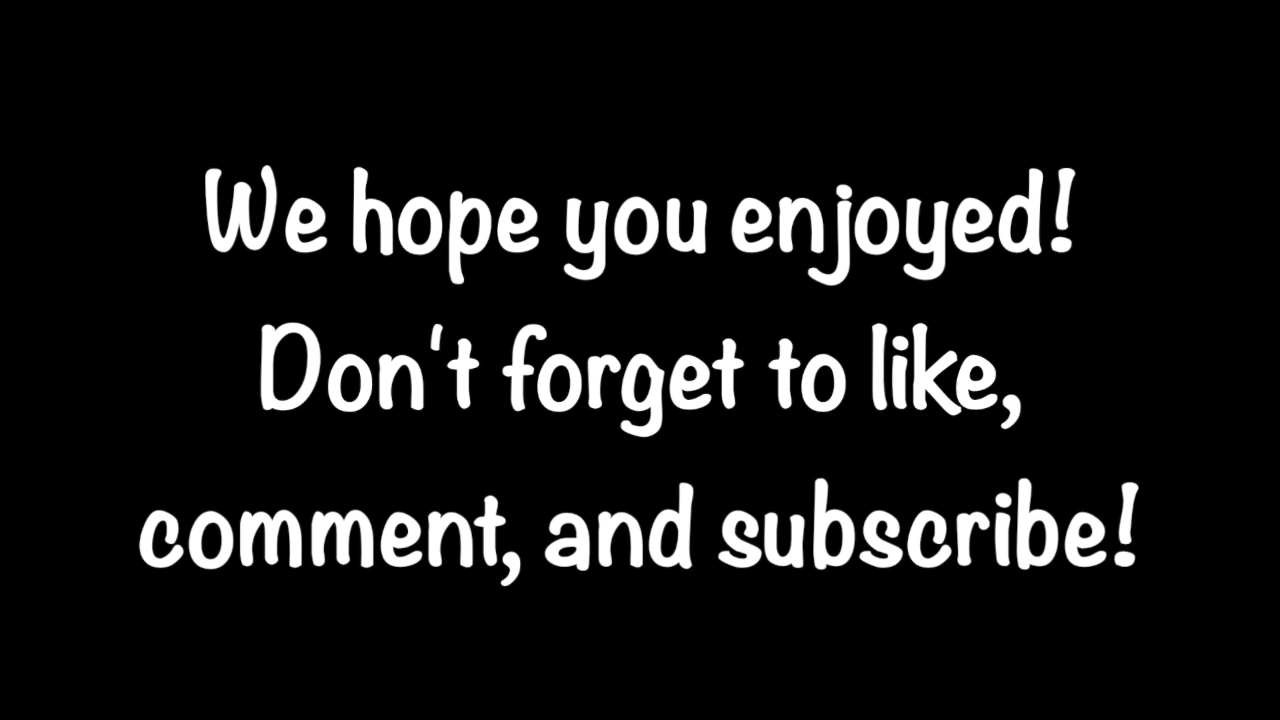 We hope you enjoyed!
Don't forget to like,
comment, and subscribe!